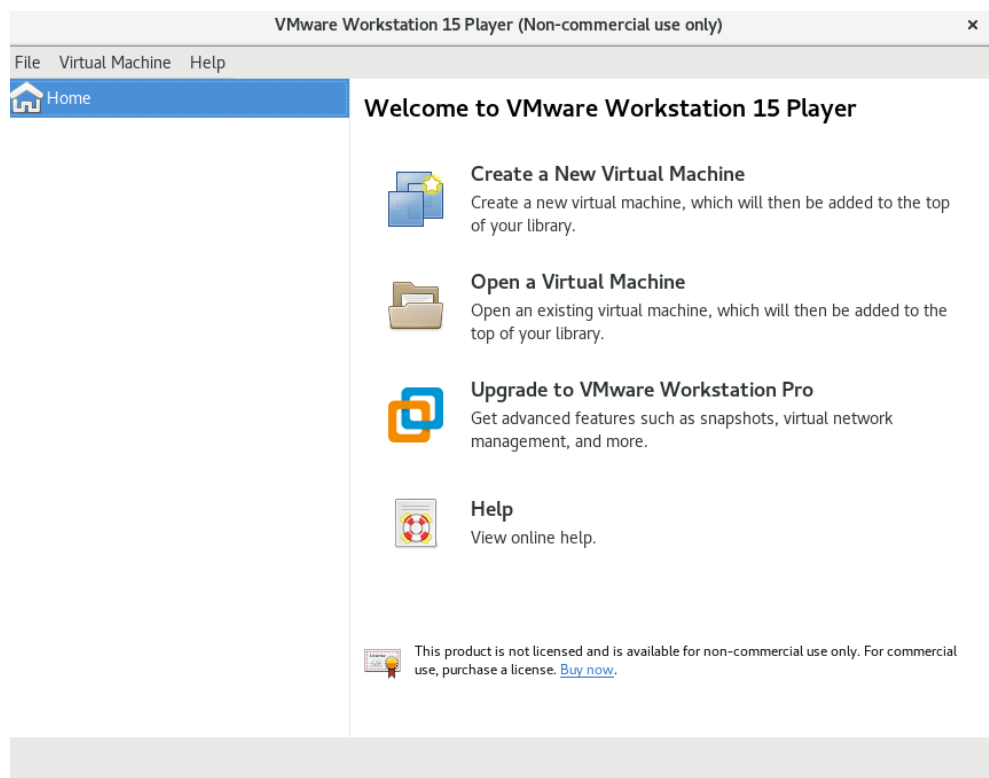 VMware Workstation 15 Player (Non-commercial use only)
File Virtual Machine Help
Home
Welcome to VMware Workstation 15 Player
Create a New Virtual Machine
Create a new virtual machine, which will then be added to the top
of your library.
Open a Virtual Machine
Open an existing virtual machine, which will then be added to the
top of your library.
Upgrade to VMware Workstation Pro
Get advanced features such as snapshots, virtual network
management, and more.
Help
View online help.
This product is not licensed and is available for non-commercial use only. For commercial
use, purchase a license. Buy now.